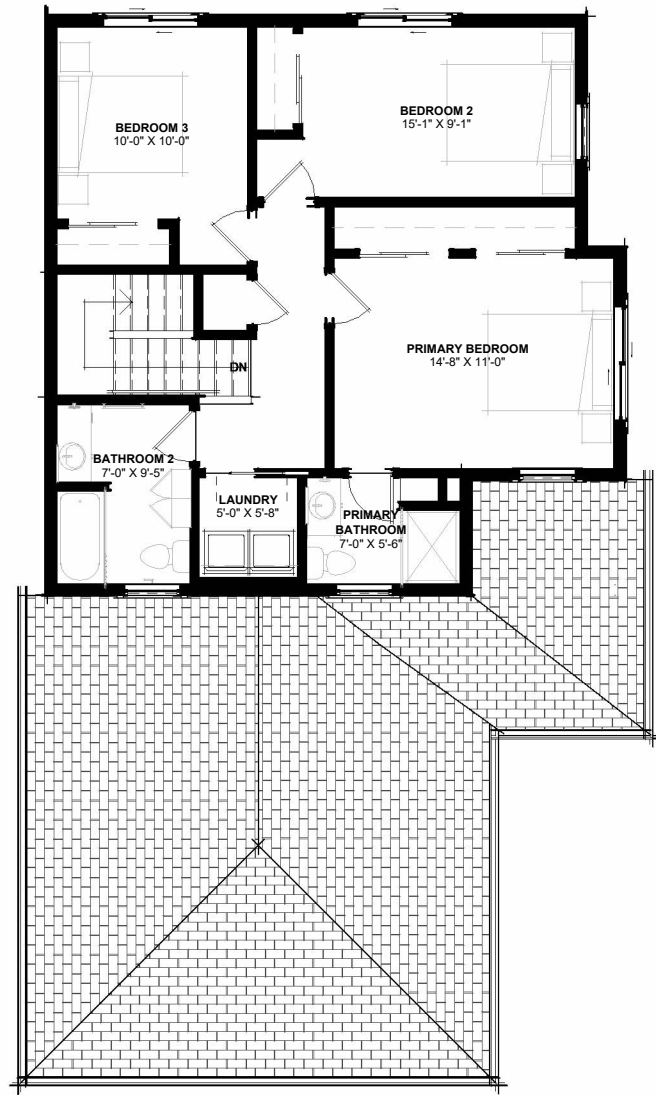 BEDROOM 3
10'-0" X 10'-0"
BEDROOM 2
15'-1" X 9'-1"
PRIMARY BEDROOM
14'-8" X 11'-0"
DN
BATHROOM 2
7'-0" X 9'-5"
LAUNDRY
5'-0" X 5'-8"
PRIMARY
BATHROOM
7'-0" X 5'-6"